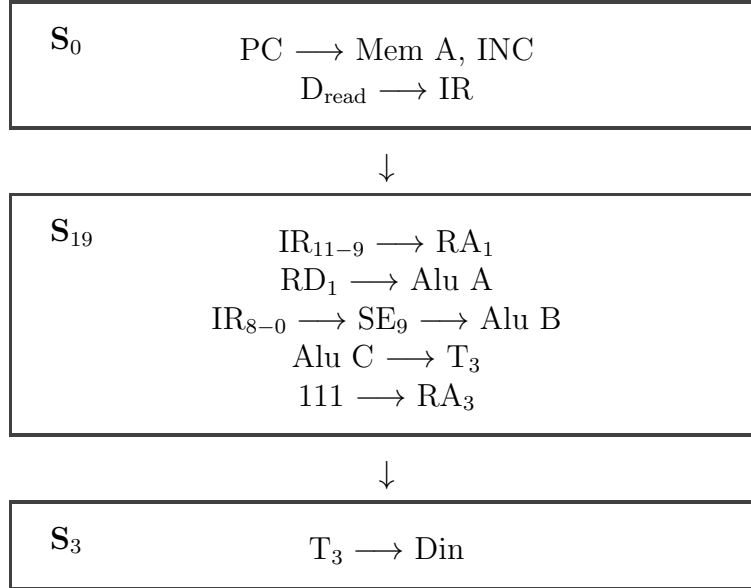 S₀
PC ⟶ Mem A, INC
D_read ⟶ IR
↓
S₁₉
IR₁₁₋₉ ⟶ RA₁
RD₁ ⟶ Alu A
IR₈₋₀ ⟶ SE₉ ⟶ Alu B
Alu C ⟶ T₃
111 ⟶ RA₃
↓
S₃
T₃ ⟶ Din